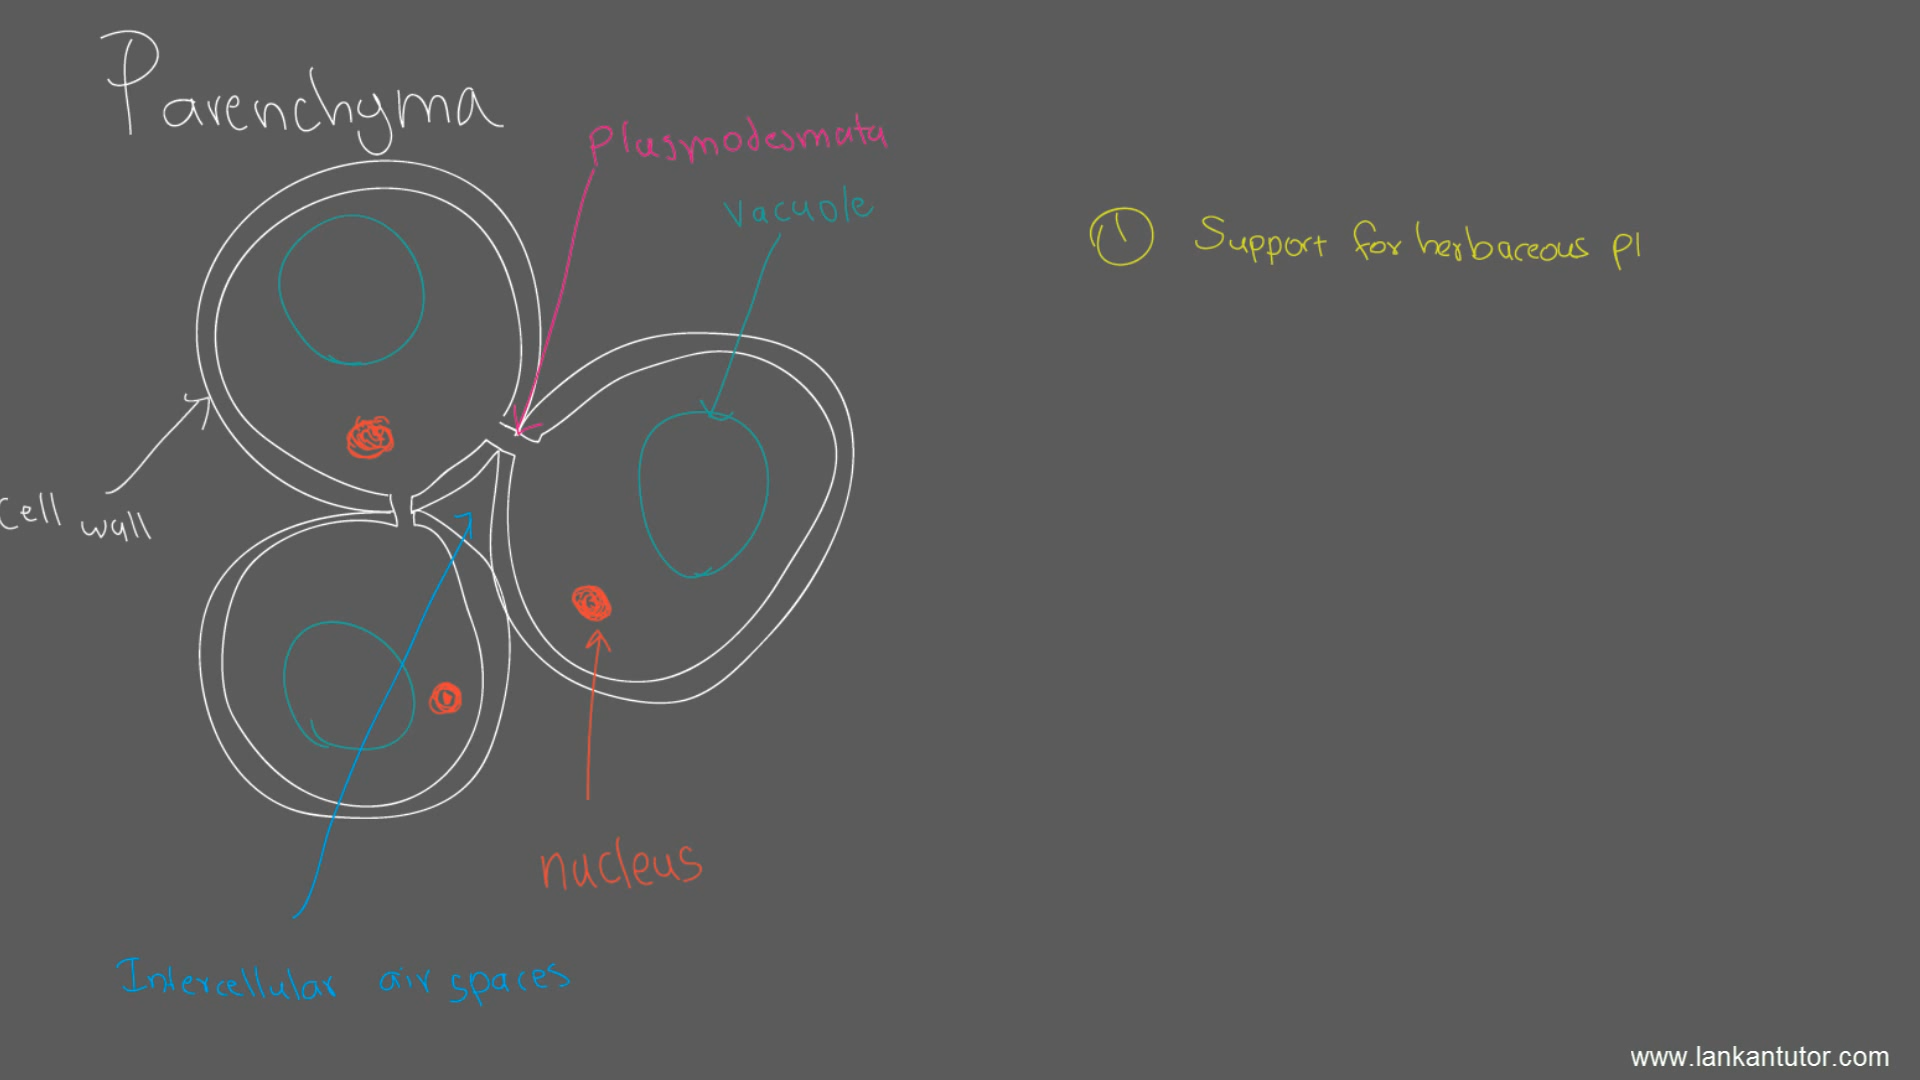 Parenchyma
Plasmodesmata
Vacuole
① Support for herbaceous pl
Cell wall
nucleus
Intercellular air spaces
www.lankantutor.com